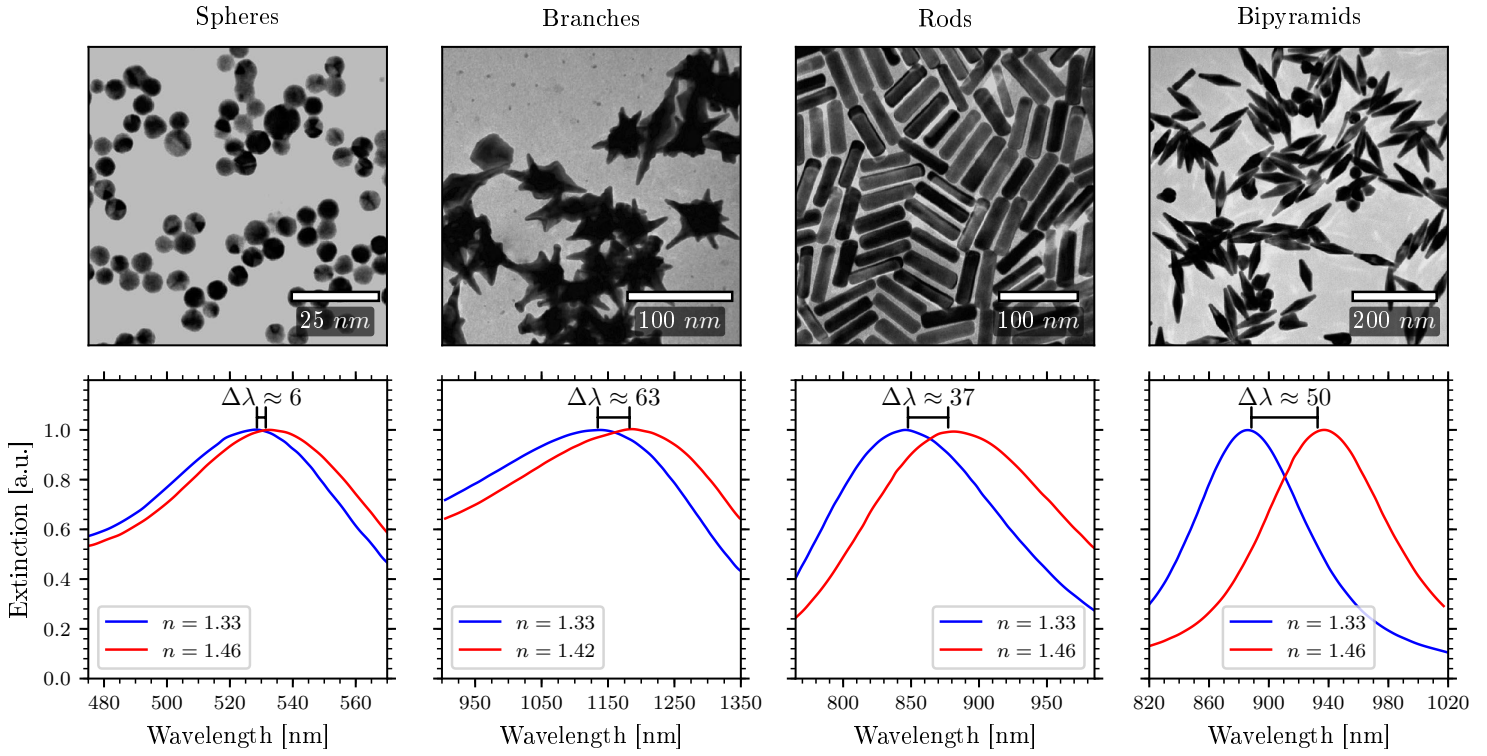 Spheres
Branches
Rods
Bipyramids
25 nm
100 nm
100 nm
200 nm
Δλ ≈ 6
Δλ ≈ 63
Δλ ≈ 37
Δλ ≈ 50
Extinction [a.u.]
1.0
0.8
0.6
0.4
0.2
0.0
n = 1.33
n = 1.46
n = 1.33
n = 1.42
n = 1.33
n = 1.46
n = 1.33
n = 1.46
480 500 520 540 560
950 1050 1150 1250 1350
800 850 900 950
820 860 900 940 980 1020
Wavelength [nm]
Wavelength [nm]
Wavelength [nm]
Wavelength [nm]